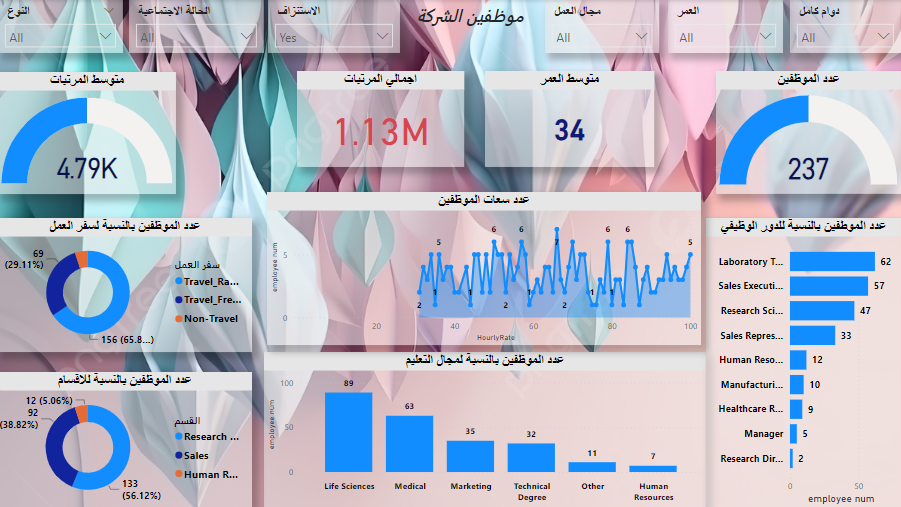 النوع
All
الحالة الاجتماعية
All
الاستنزاف
Yes
موظفين الشركة
مجال العمل
All
العمر
All
دوام كامل
All
متوسط المرتبات
4.79K
اجمالي المرتبات
1.13M
متوسط العمر
34
عدد الموظفين
237
عدد الموظفين بالنسبة لسفر العمل
69
(29.11%)
156 (65.8...)
سفر العمل
Travel_Ra...
Travel_Fre...
Non-Travel
عدد سعات الموظفين
employee num
5
0
2
5
1
4
1
6
2
6
1
7
2
1
6
1
6
5
20
40
60
80
100
HourlyRate
عدد الموظفين بالنسبة للدور الوظيفي
Laboratory T... 62
Sales Executi... 57
Research Sci... 47
Sales Repres... 33
Human Reso... 12
Manufacturi... 10
Healthcare R... 9
Manager 5
Research Dir... 2
0 50
employee num
عدد الموظفين بالنسبة للاقسام
12 (5.06%)
92
(38.82%)
133
(56.12%)
القسم
Research ...
Sales
Human R...
عدد الموظفين بالنسبة لمجال التعليم
employee num
100
50
0
89
63
35
32
11
7
Life Sciences
Medical
Marketing
Technical Degree
Other
Human Resources